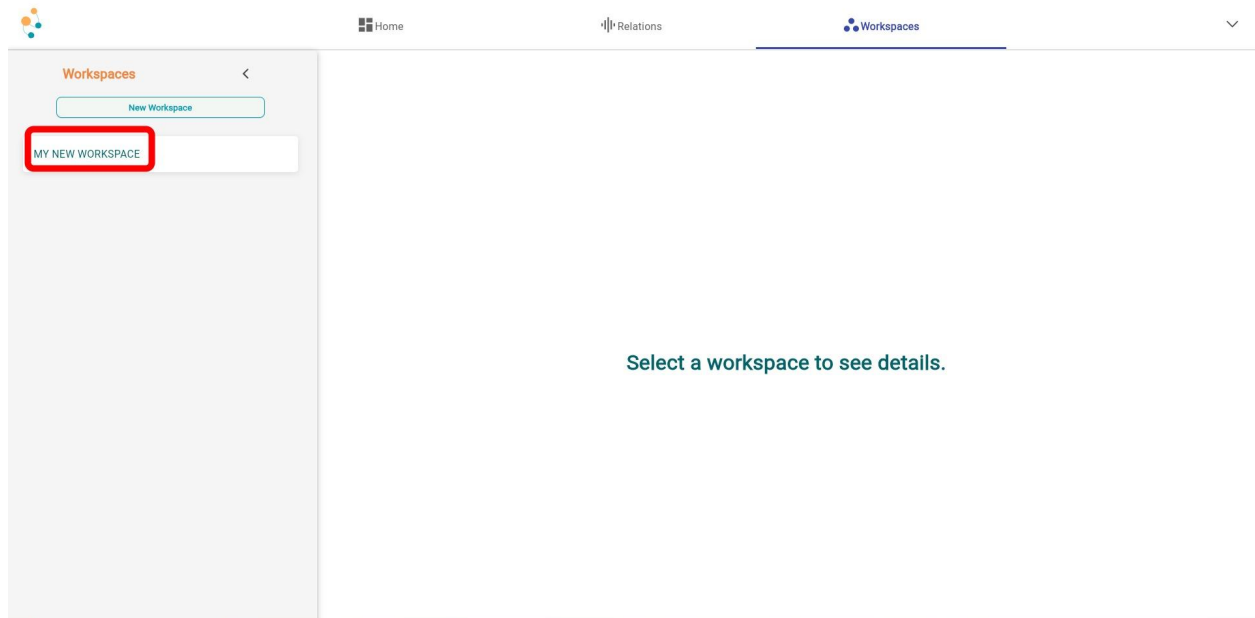 Home
Relations
Workspaces
Workspaces
New Workspace
MY NEW WORKSPACE
Select a workspace to see details.